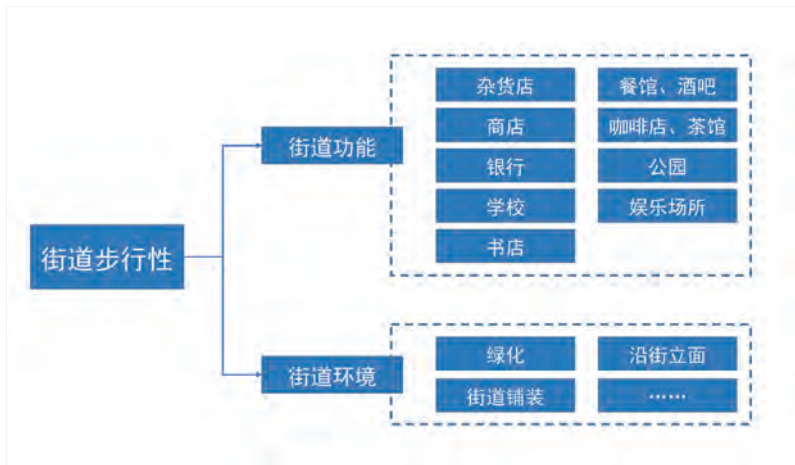 街道步行性
街道功能
杂货店
餐馆、酒吧
商店
咖啡店、茶馆
银行
公园
学校
娱乐场所
书店
街道环境
绿化
沿街立面
街道铺装
……